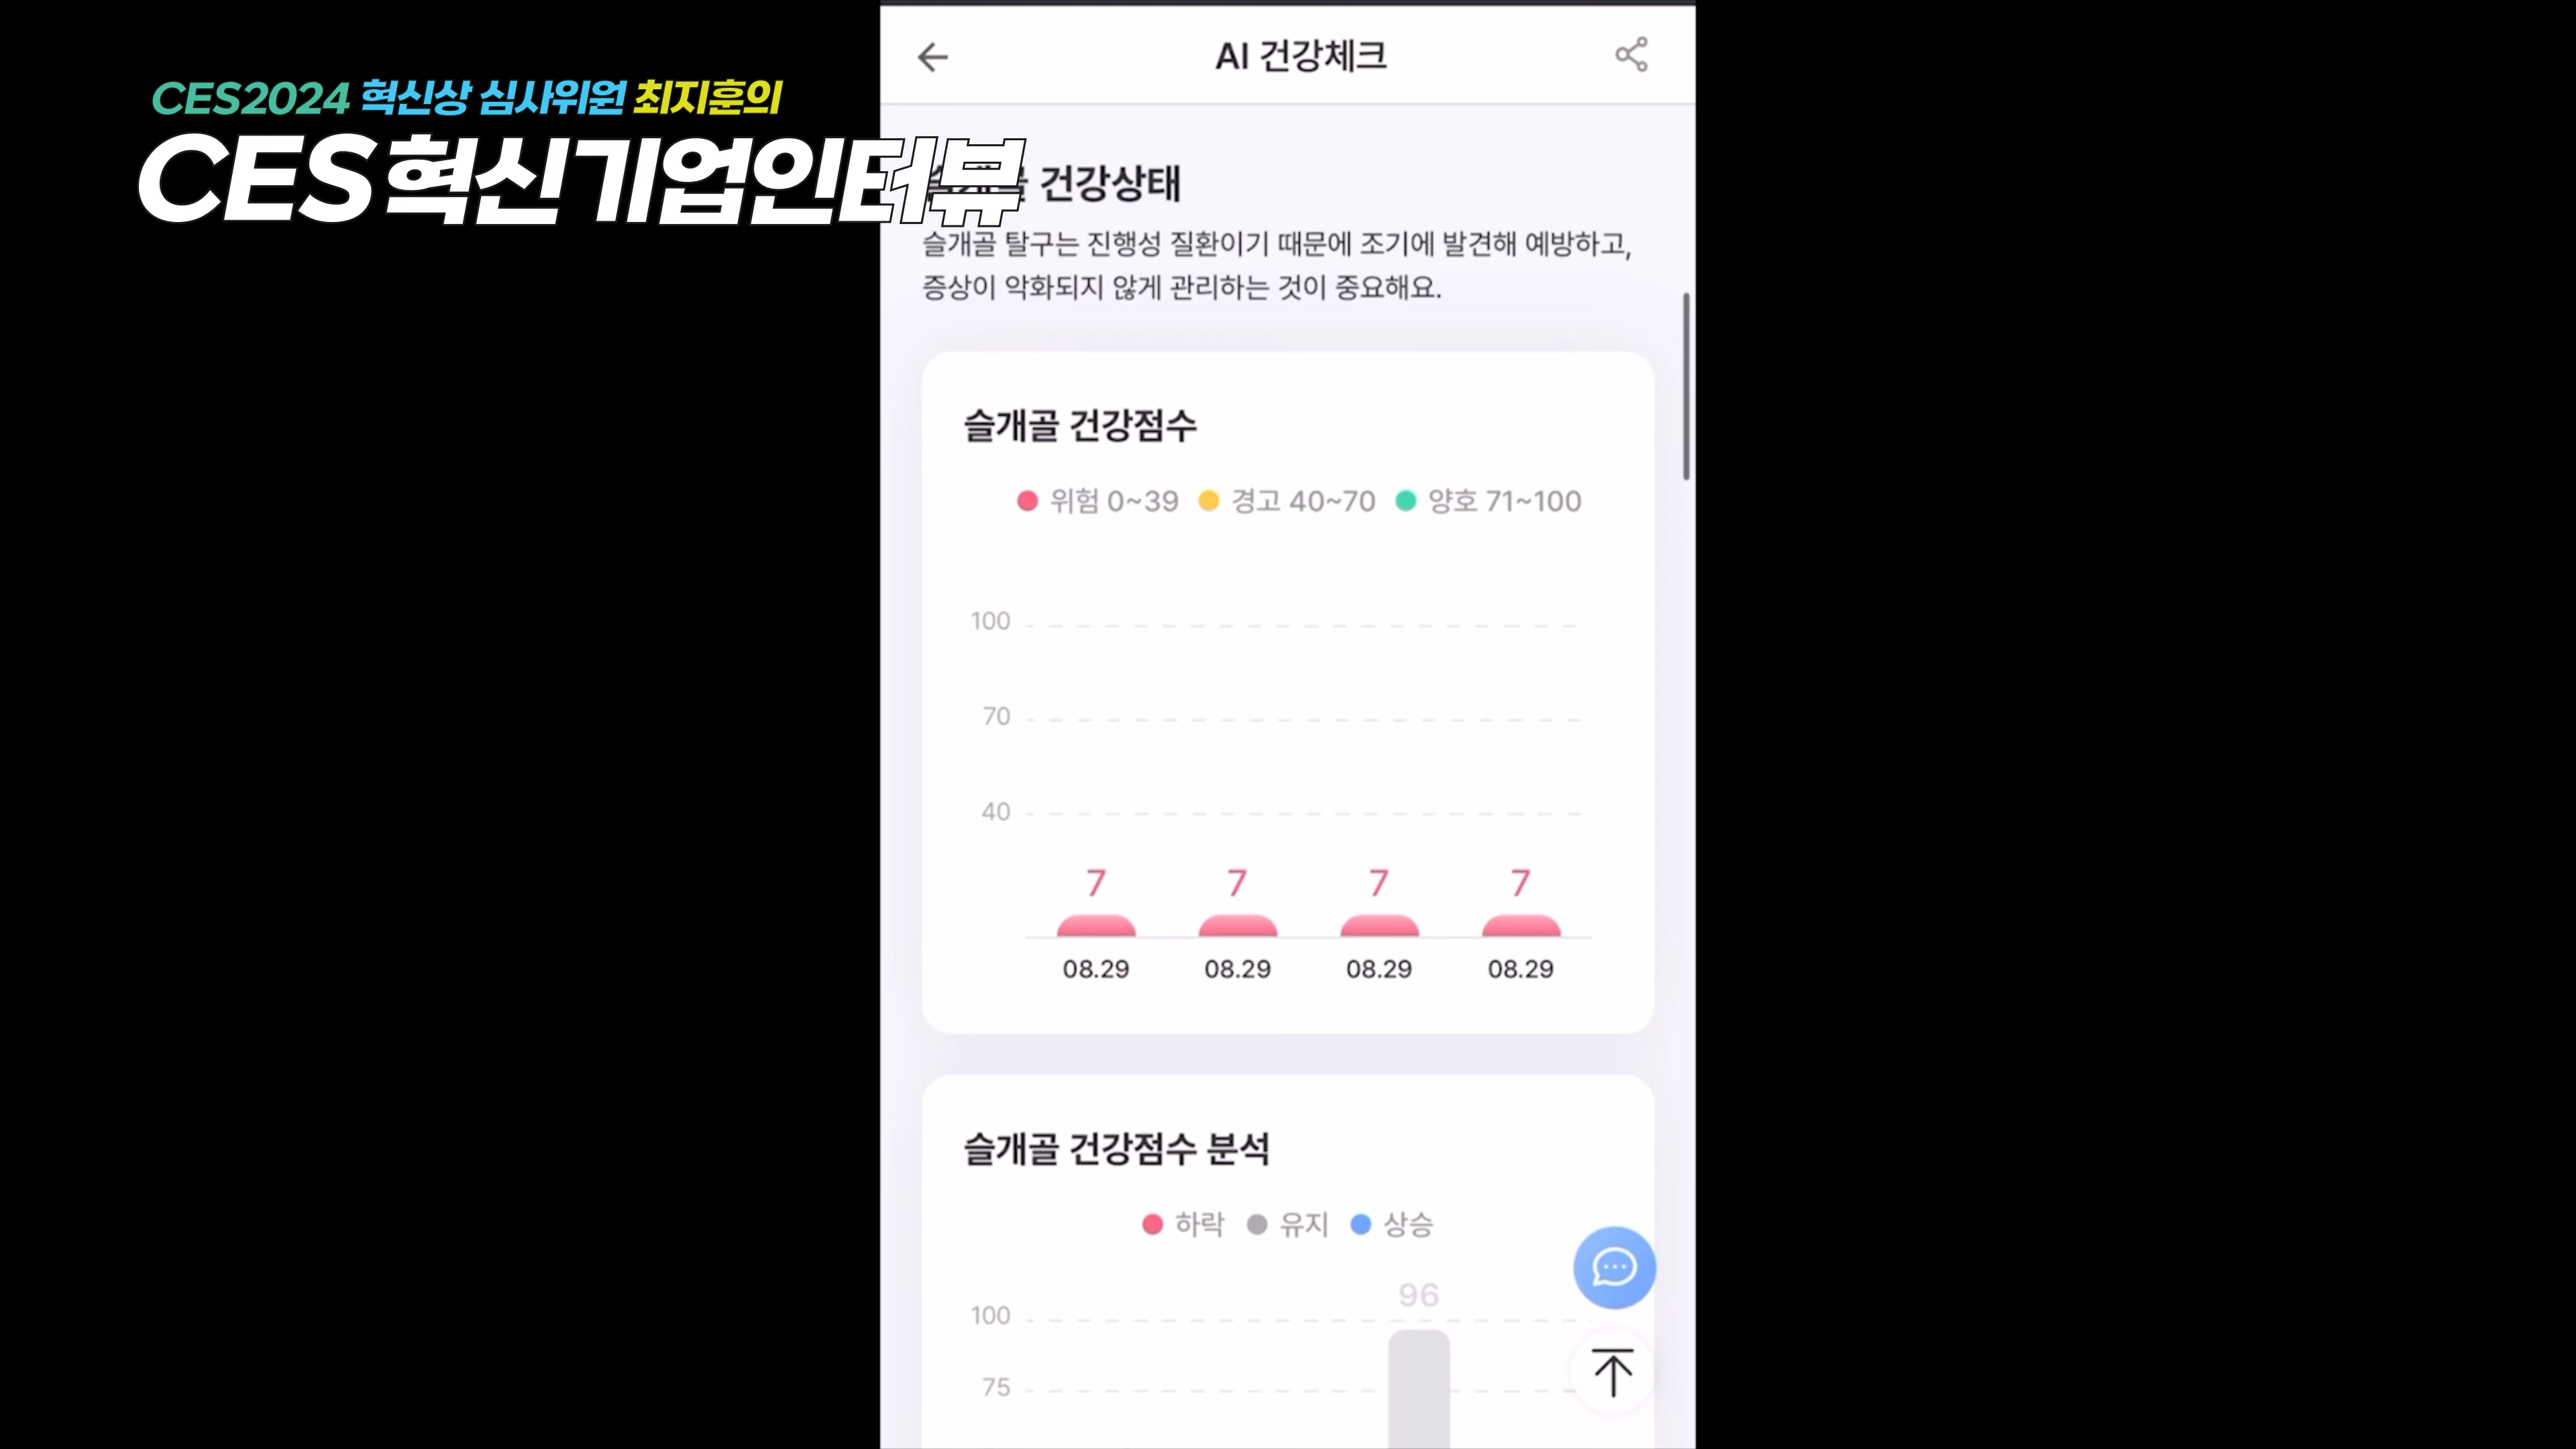 CES2024 혁신상 심사위원 최지훈의
CES혁신기업인터뷰
AI 건강체크
건강상태
슬개골 탈구는 진행성 질환이기 때문에 조기에 발견해 예방하고,
증상이 악화되지 않게 관리하는 것이 중요해요.
슬개골 건강점수
위험 0~39 경고 40~70 양호 71~100
100
70
40
7 7 7 7
08.29 08.29 08.29 08.29
슬개골 건강점수 분석
하락 유지 상승
96
100
75